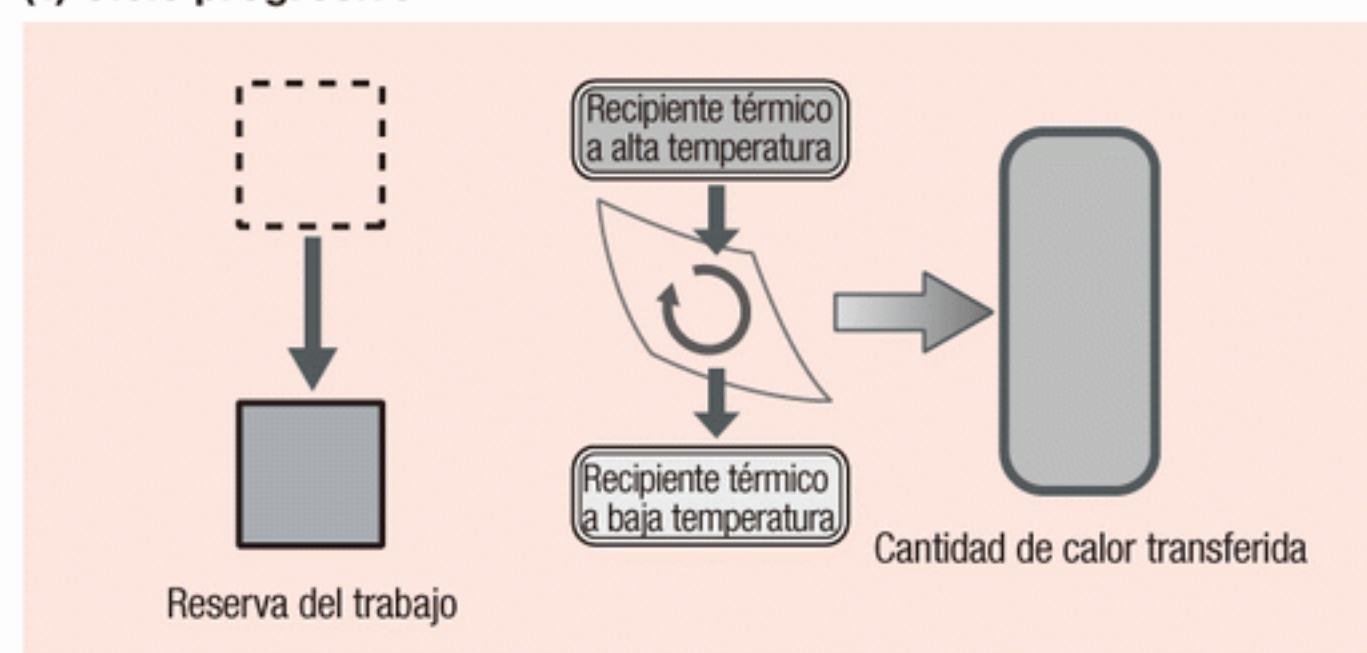 Recipiente térmico
a alta temperatura
Recipiente térmico
a baja temperatura
Cantidad de calor transferida
Reserva del trabajo